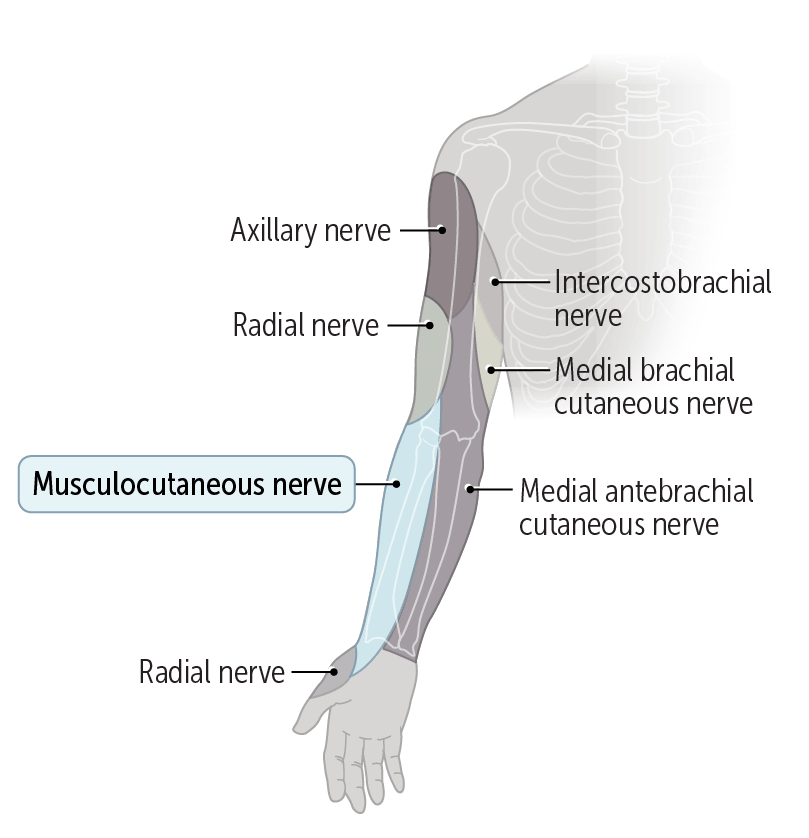 Axillary nerve
Intercostobrachial
nerve
Radial nerve
Medial brachial
cutaneous nerve
Musculocutaneous nerve
Medial antebrachial
cutaneous nerve
Radial nerve